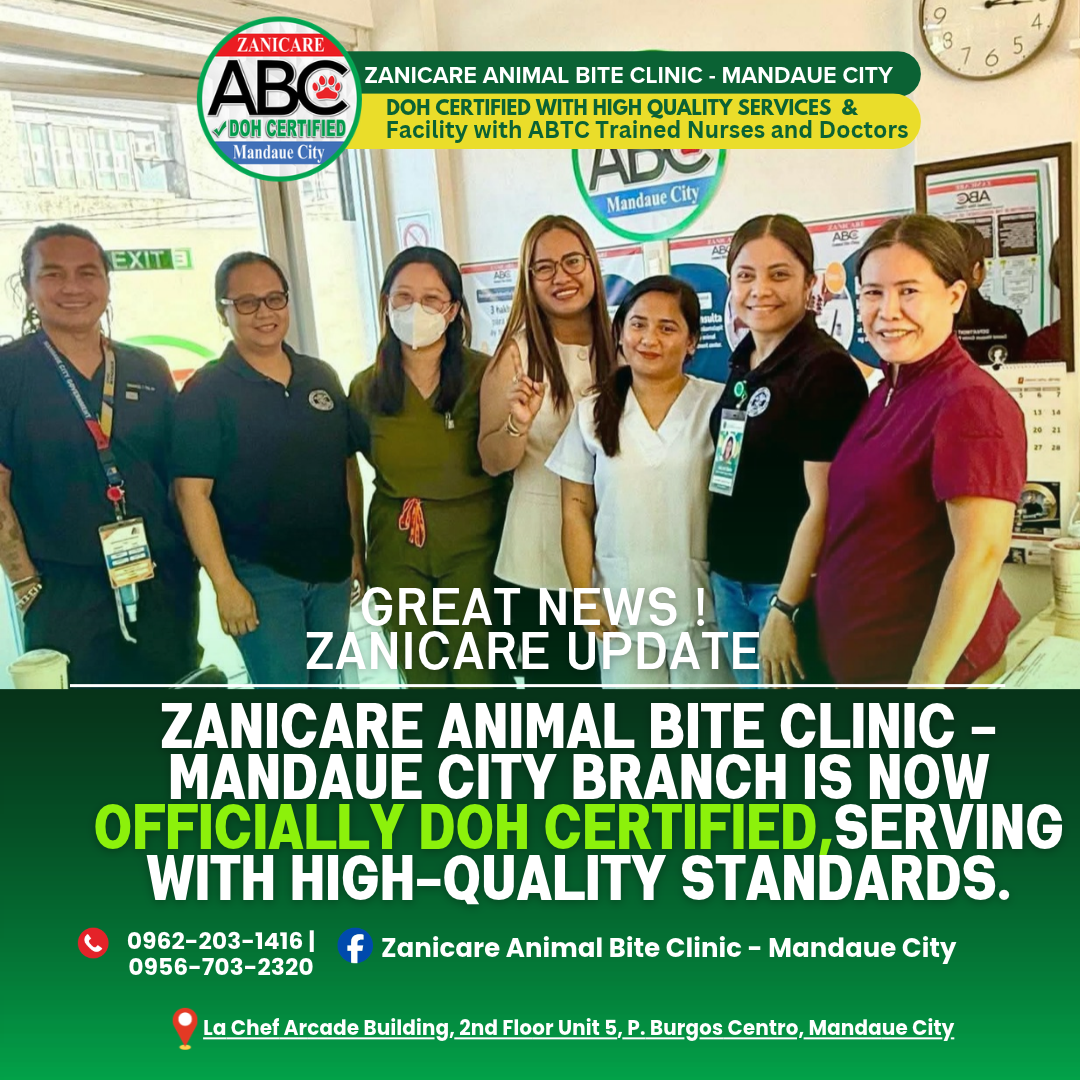 ZANICARE
ABC
DOH CERTIFIED
Mandaue City
ZANICARE ANIMAL BITE CLINIC - MANDAUE CITY
DOH CERTIFIED WITH HIGH QUALITY SERVICES &
Facility with ABTC Trained Nurses and Doctors
ABC
Mandaue City
EXIT
ABC
ABC
ABC
GREAT NEWS !
ZANICARE UPDATE
ZANICARE ANIMAL BITE CLINIC -
MANDAUE CITY BRANCH IS NOW
OFFICIALLY DOH CERTIFIED,SERVING
WITH HIGH-QUALITY STANDARDS.
0962-203-1416 |
0956-703-2320
Zanicare Animal Bite Clinic - Mandaue City
La Chef Arcade Building, 2nd Floor Unit 5, P. Burgos Centro, Mandaue City